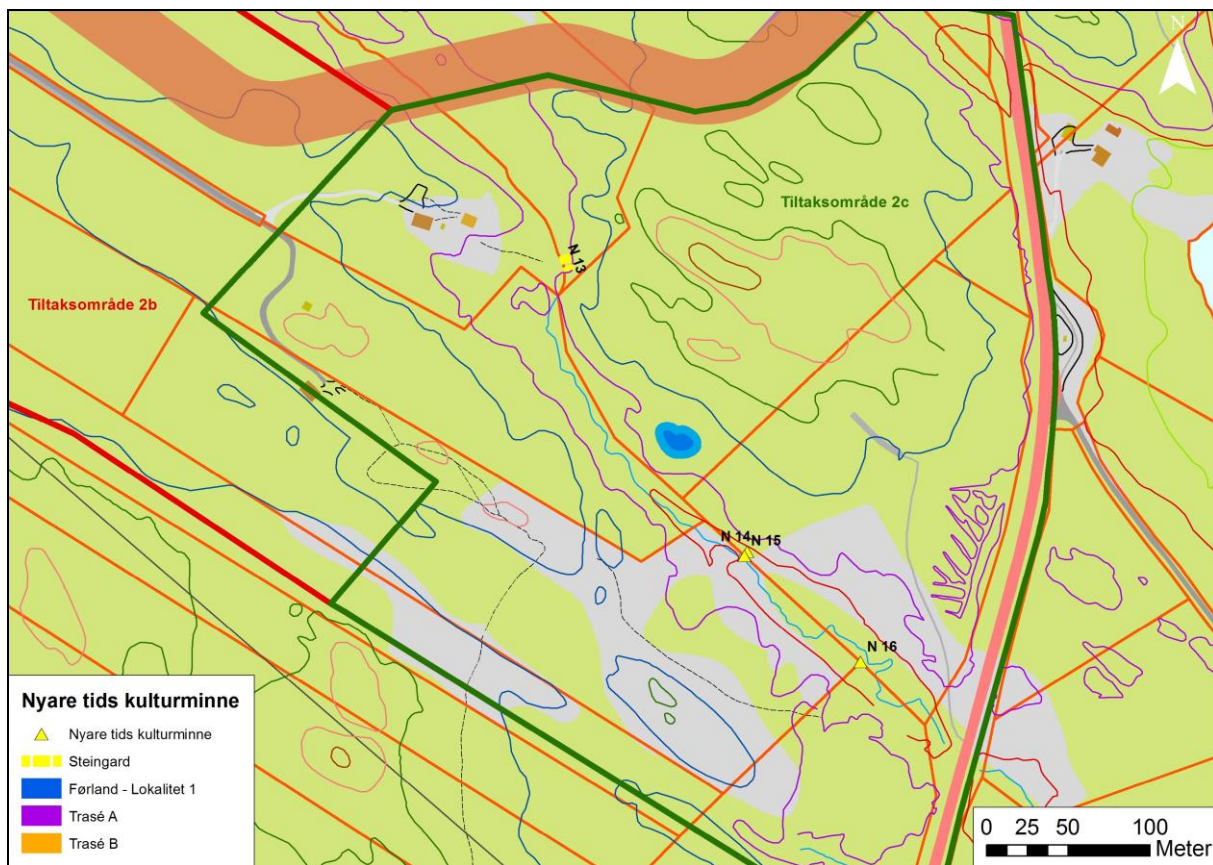 N
Tiltaksområde 2c
N 13
Tiltaksområde 2b
N 14 N 15
N 16
Nyare tids kulturminne
Nyare tids kulturminne
Steingard
Førland - Lokalitet 1
Trasé A
Trasé B
0 25 50 100
Meter